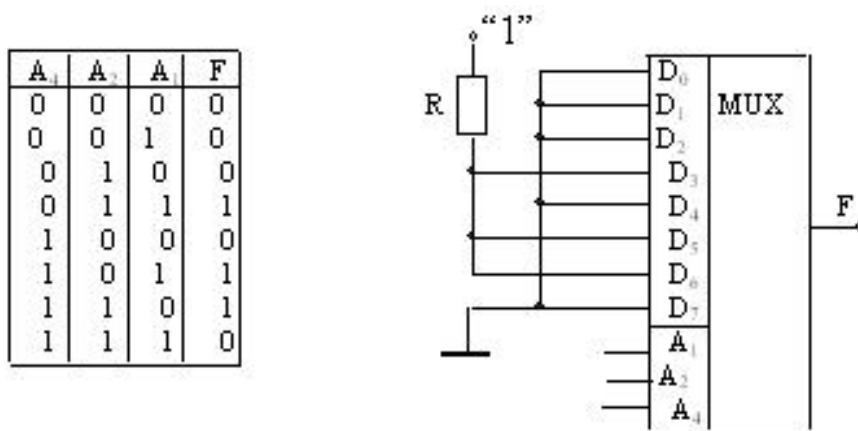 A₄ A₂ A₁ F
0 0 0 0
0 0 1 0
0 1 0 0
0 1 1 1
1 0 0 0
1 0 1 1
1 1 0 1
1 1 1 0
“1”
R
D₀
D₁ MUX
D₂
D₃
D₄
F
D₅
D₆
D₇
A₁
A₂
A₄